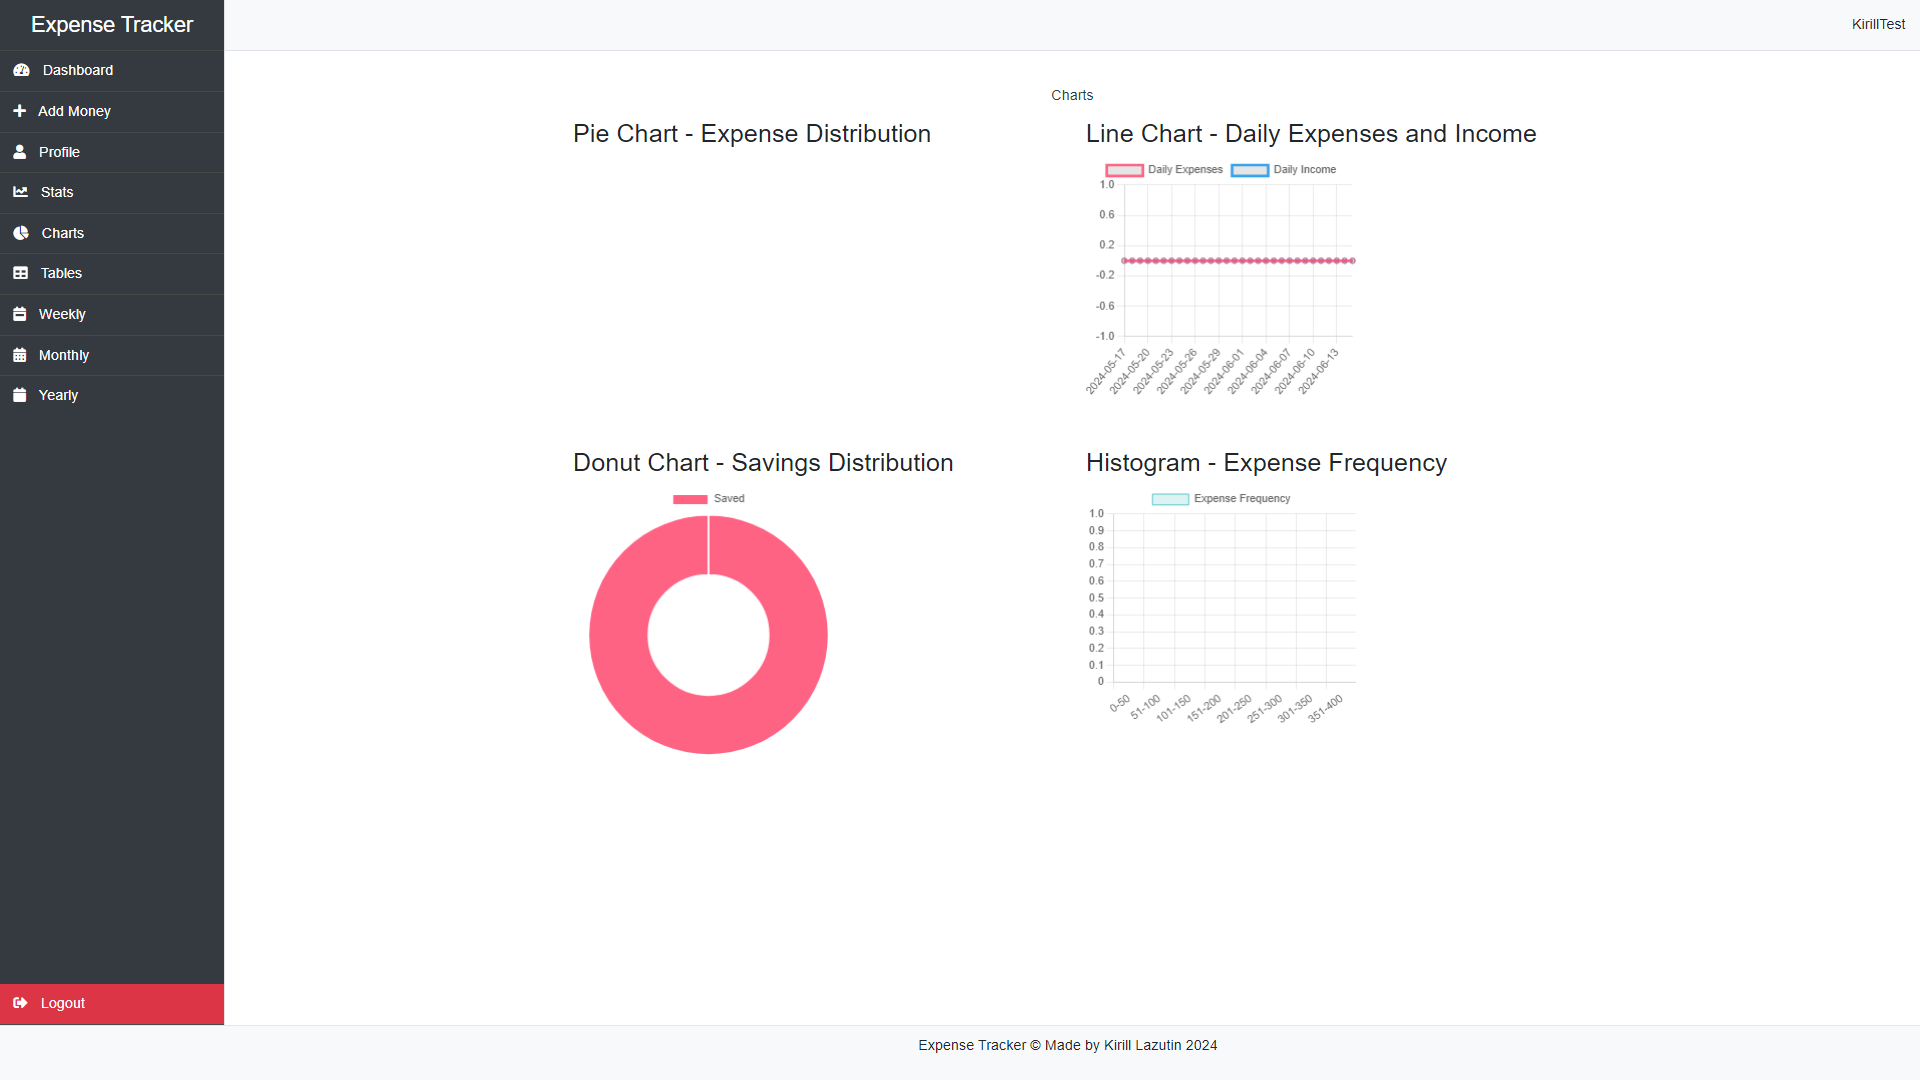 Expense Tracker
KirillTest
Dashboard
Add Money
Profile
Stats
Charts
Tables
Weekly
Monthly
Yearly
Logout
Charts
Pie Chart - Expense Distribution
Line Chart - Daily Expenses and Income
Daily Expenses Daily Income
1.0
0.6
0.2
-0.2
-0.6
-1.0
2024-05-17 2024-05-20 2024-05-23 2024-05-26 2024-05-29 2024-06-01 2024-06-04 2024-06-07 2024-06-10 2024-06-13
Donut Chart - Savings Distribution
Saved
Histogram - Expense Frequency
Expense Frequency
1.0
0.9
0.8
0.7
0.6
0.5
0.4
0.3
0.2
0.1
0
0-50 51-100 101-150 151-200 201-250 251-300 301-350 351-400
Expense Tracker © Made by Kirill Lazutin 2024